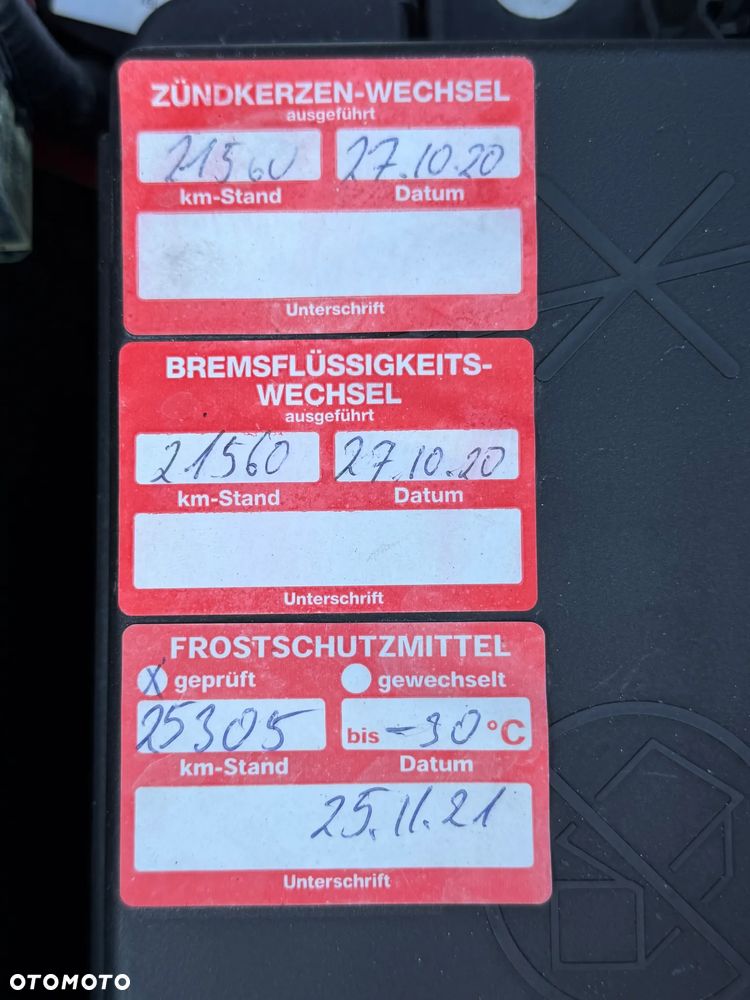 ZÜNDKERZEN-WECHSEL
ausgeführt
21560 27.10.20
km-Stand Datum
Unterschrift
BREMSFLÜSSIGKEITS-
WECHSEL
ausgeführt
21560 27.10.20
km-Stand Datum
Unterschrift
FROSTSCHUTZMITTEL
X geprüft gewechselt
25305 bis -30 °C
km-Stand Datum
25.11.21
Unterschrift
OTOMOTO